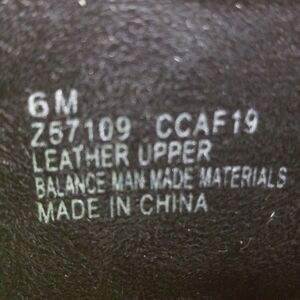 6M
Z57109 CCAF19
LEATHER UPPER
BALANCE MAN MADE MATERIALS
MADE IN CHINA